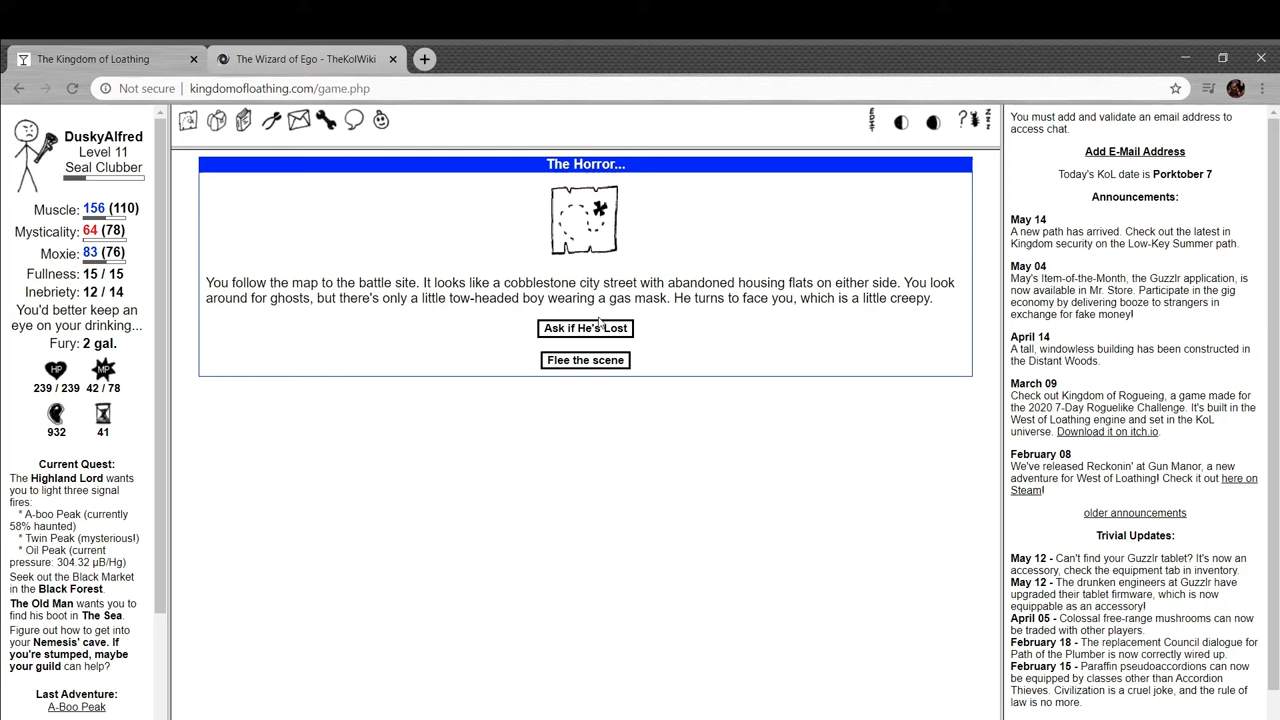 The Kingdom of Loathing
The Wizard of Ego - TheKolWiki
Not secure
kingdomofloathing.com/game.php
DuskyAlfred
Level 11
Seal Clubber
Muscle: 156 (110)
Mysticality: 64 (78)
Moxie: 83 (76)
Fullness: 15 / 15
Inebriety: 12 / 14
You'd better keep an
eye on your drinking...
Fury: 2 gal.
HP
MP
239 / 239
42 / 78
932
41
Current Quest:
The Highland Lord wants
you to light three signal
fires:
* A-boo Peak (currently
58% haunted)
* Twin Peak (mysterious!)
* Oil Peak (current
pressure: 304.32 µB/Hg)
Seek out the Black Market
in the Black Forest.
The Old Man wants you to
find his boot in The Sea.
Figure out how to get into
your Nemesis' cave. If
you're stumped, maybe
your guild can help?
Last Adventure:
A-Boo Peak
The Horror...
You follow the map to the battle site. It looks like a cobblestone city street with abandoned housing flats on either side. You look
around for ghosts, but there's only a little tow-headed boy wearing a gas mask. He turns to face you, which is a little creepy.
Ask if He's Lost
Flee the scene
You must add and validate an email address to
access chat.
Add E-Mail Address
Today's KoL date is Porktober 7
Announcements:
May 14
A new path has arrived. Check out the latest in
Kingdom security on the Low-Key Summer path.
May 04
May's Item-of-the-Month, the Guzzlr application, is
now available in Mr. Store. Participate in the gig
economy by delivering booze to strangers in
exchange for fake money!
April 14
A tall, windowless building has been constructed in
the Distant Woods.
March 09
Check out Kingdom of Rogueing, a game made for
the 2020 7-Day Roguelike Challenge. It's built in the
West of Loathing engine and set in the KoL
universe. Download it on itch.io.
February 08
We've released Reckonin' at Gun Manor, a new
adventure for West of Loathing! Check it out here on
Steam!
older announcements
Trivial Updates:
May 12 - Can't find your Guzzlr tablet? It's now an
accessory, check the equipment tab in inventory.
May 12 - The drunken engineers at Guzzlr have
upgraded their tablet firmware, which is now
equippable as an accessory!
April 05 - Colossal free-range mushrooms can now
be traded with other players.
February 18 - The replacement Council dialogue for
Path of the Plumber is now correctly wired up.
February 15 - Paraffin pseudoaccordions can now
be equipped by classes other than Accordion
Thieves. Civilization is a cruel joke, and the rule of
law is no more.